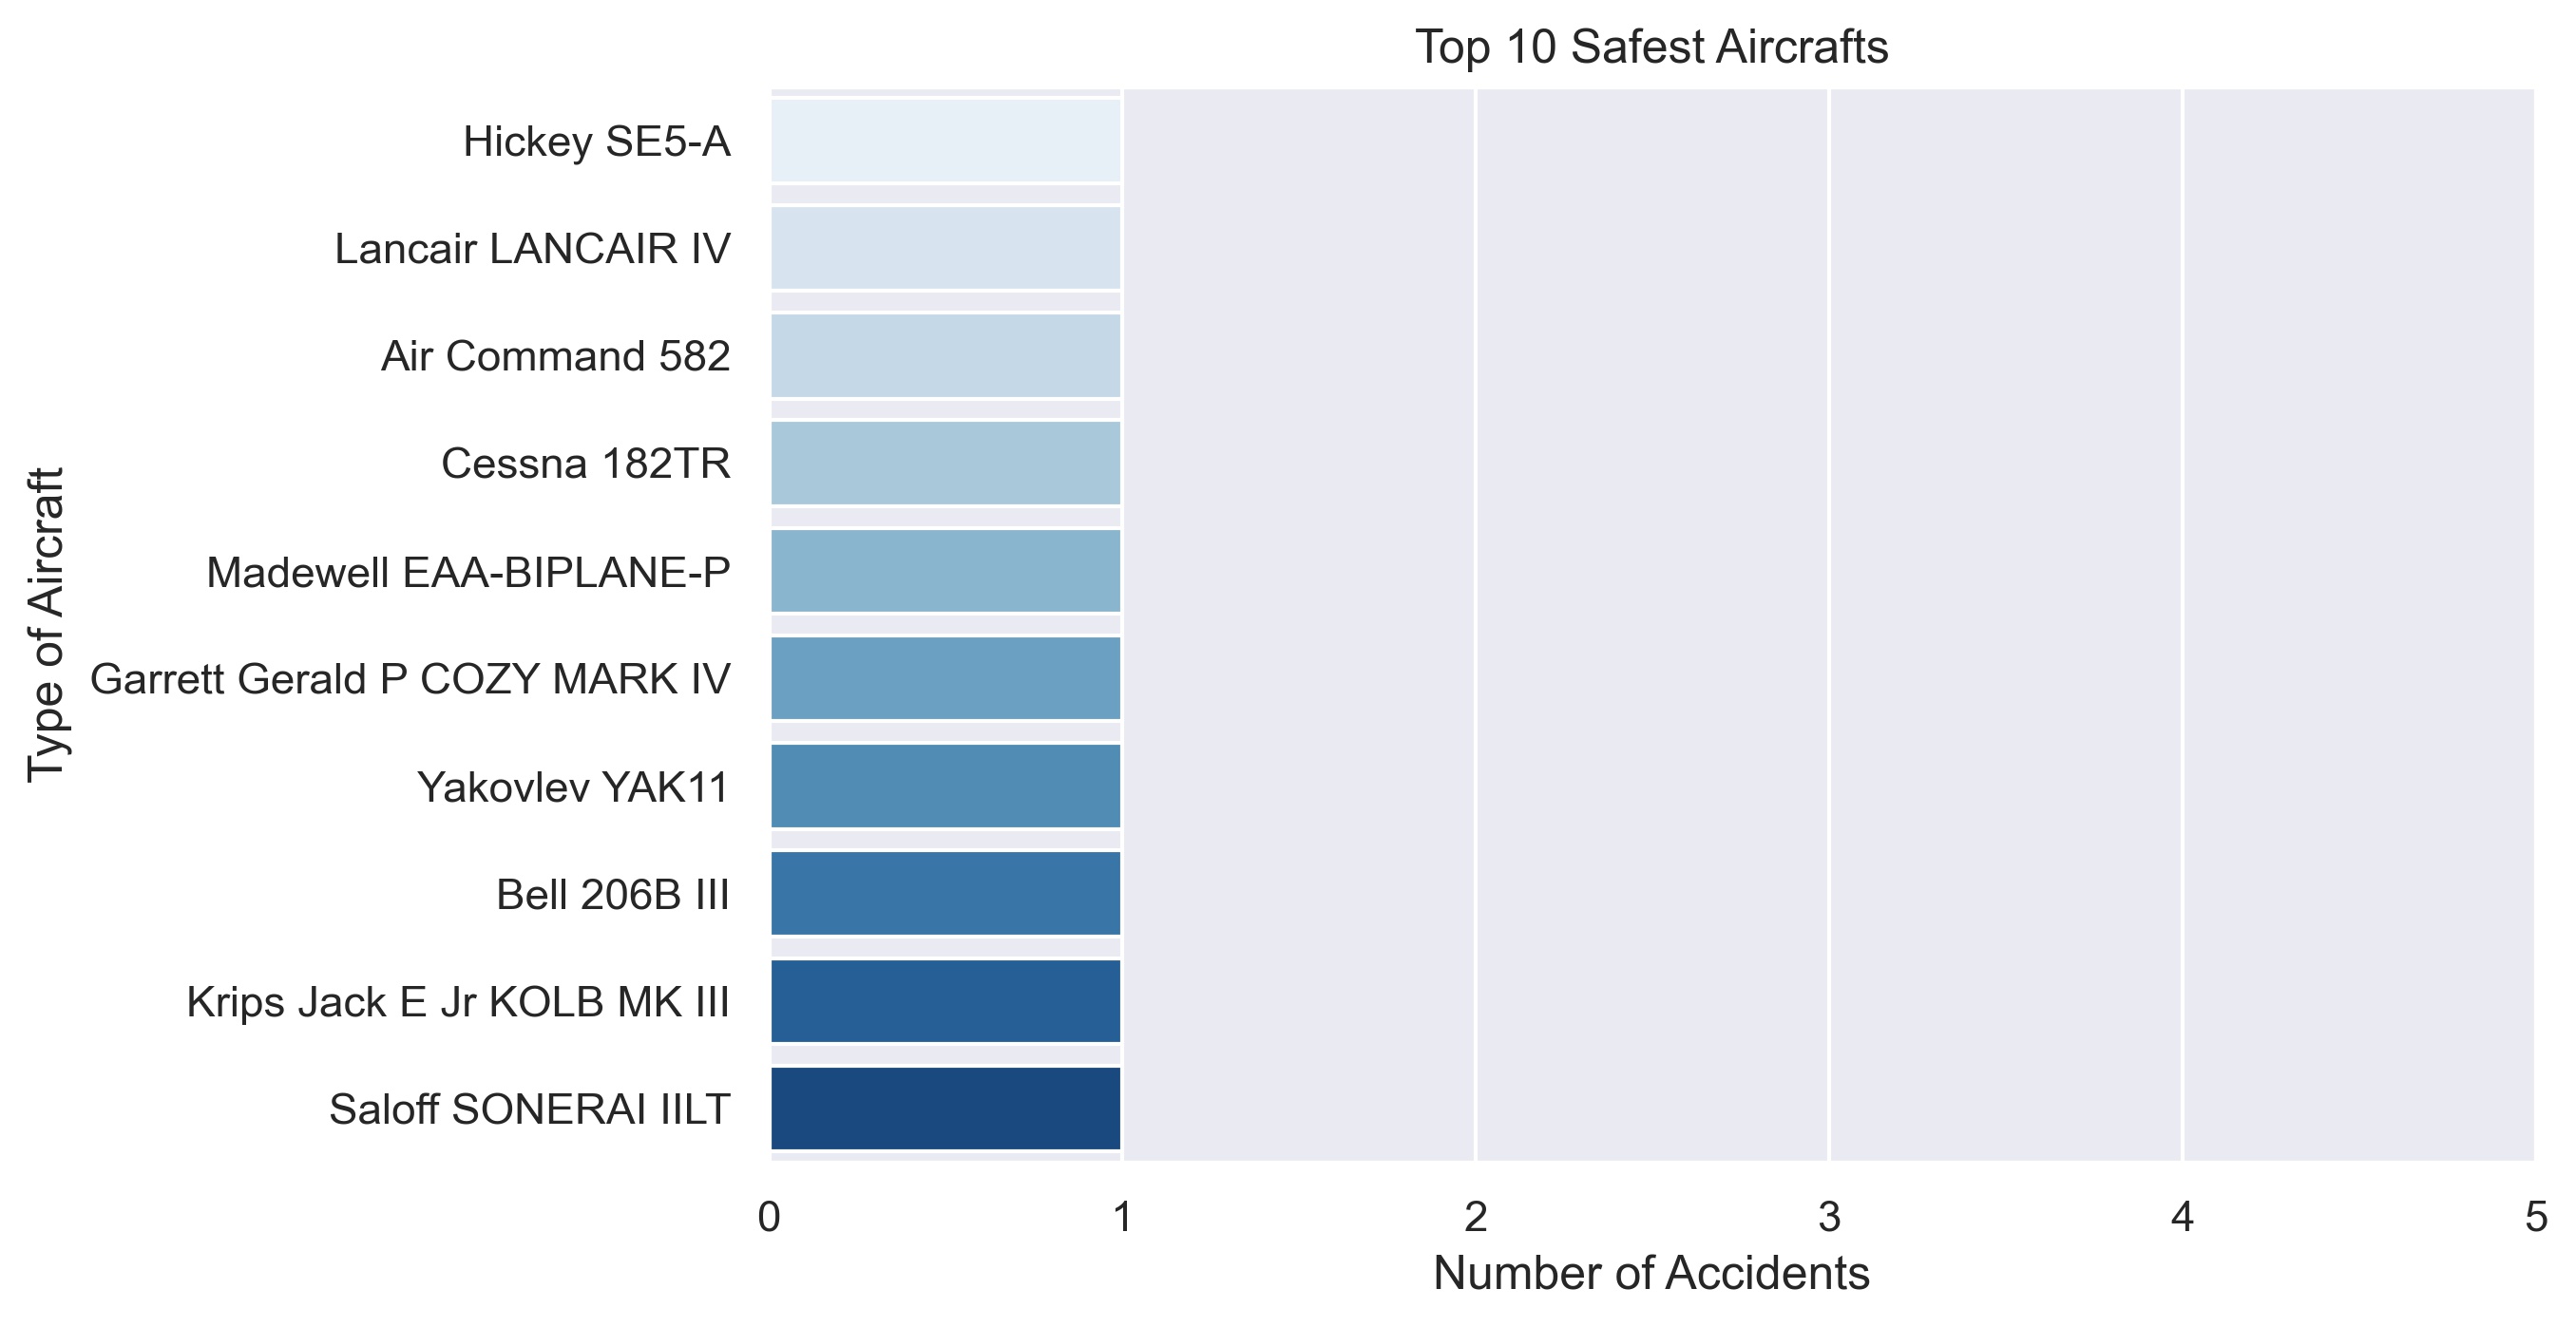 Top 10 Safest Aircrafts
Type of Aircraft
Hickey SE5-A
Lancair LANCAIR IV
Air Command 582
Cessna 182TR
Madewell EAA-BIPLANE-P
Garrett Gerald P COZY MARK IV
Yakovlev YAK11
Bell 206B III
Krips Jack E Jr KOLB MK III
Saloff SONERAI IILT
0 1 2 3 4 5
Number of Accidents